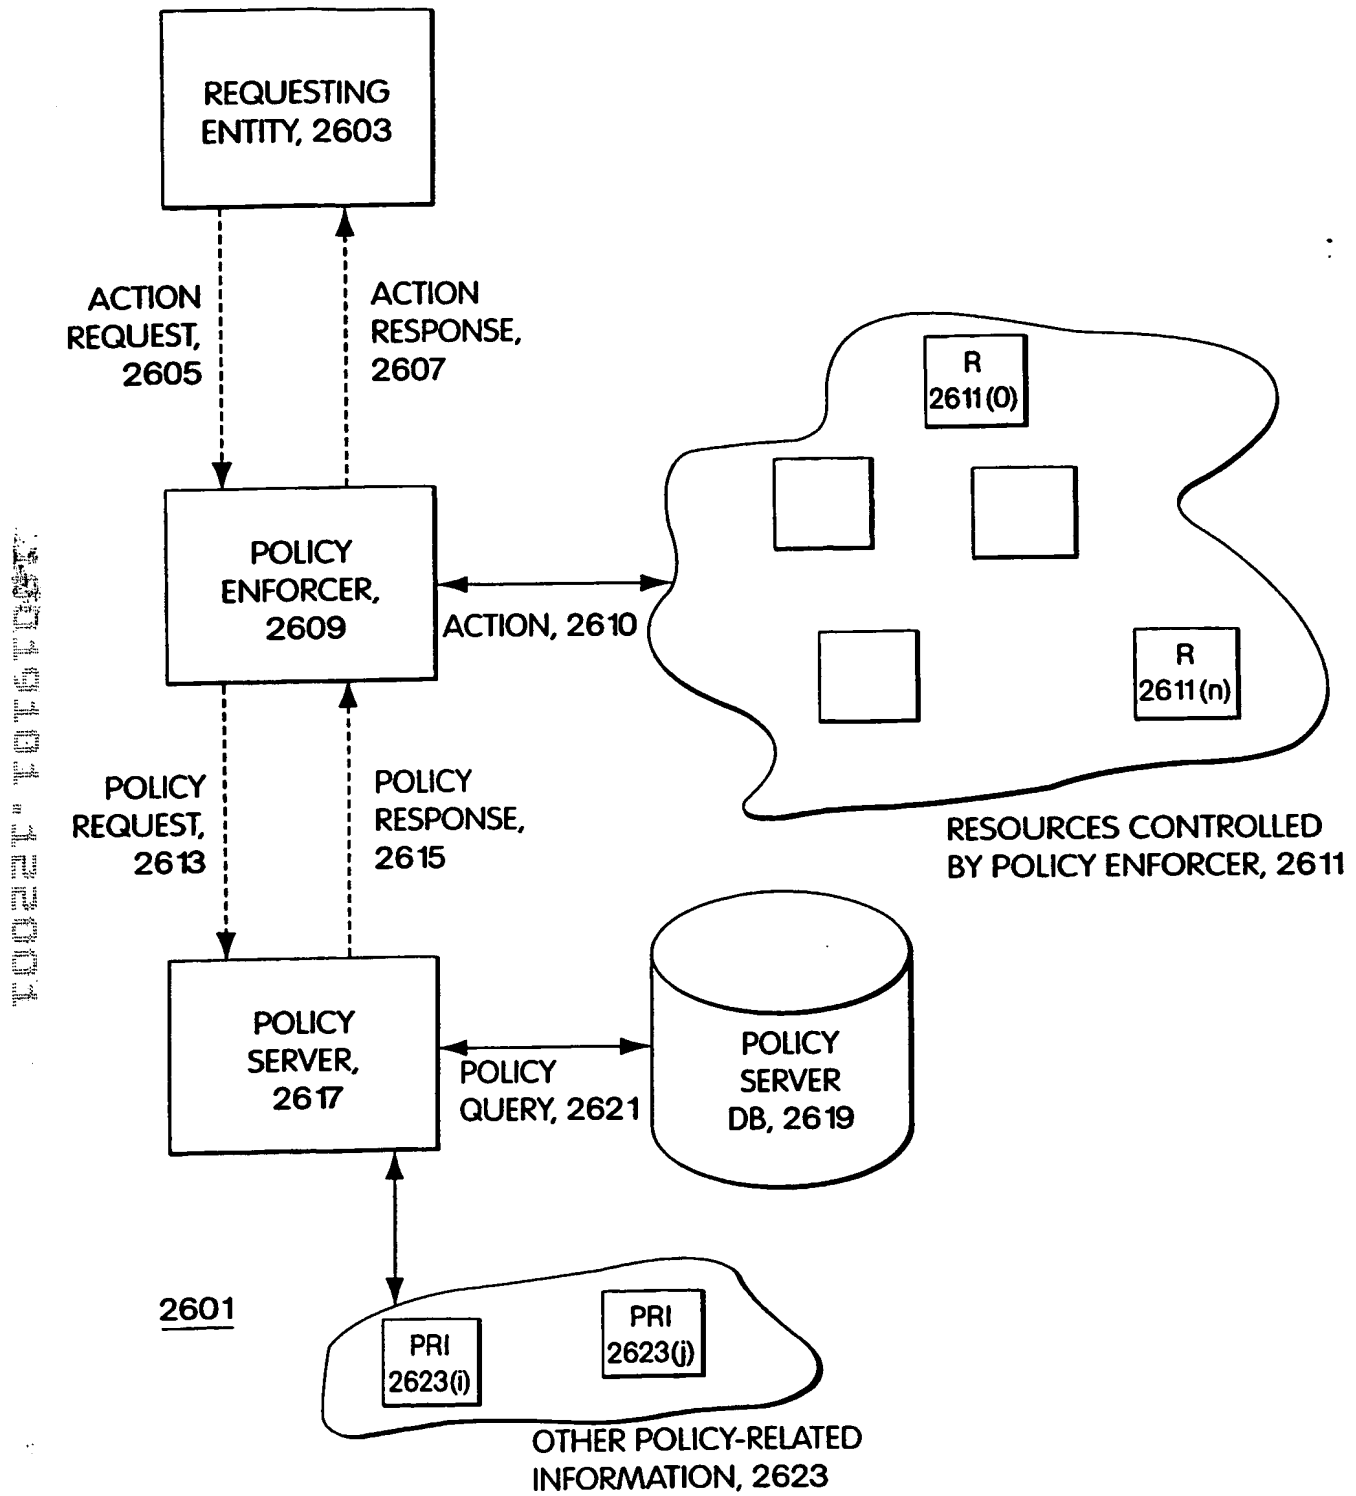 REQUESTING
ENTITY, 2603
ACTION
REQUEST,
2605
ACTION
RESPONSE,
2607
R
2611(0)
POLICY
ENFORCER,
2609
ACTION, 2610
R
2611(n)
POLICY
REQUEST,
2613
POLICY
RESPONSE,
2615
RESOURCES CONTROLLED
BY POLICY ENFORCER, 2611
POLICY
SERVER,
2617
POLICY
QUERY, 2621
POLICY
SERVER
DB, 2619
2601
PRI
2623(i)
PRI
2623(j)
OTHER POLICY-RELATED
INFORMATION, 2623